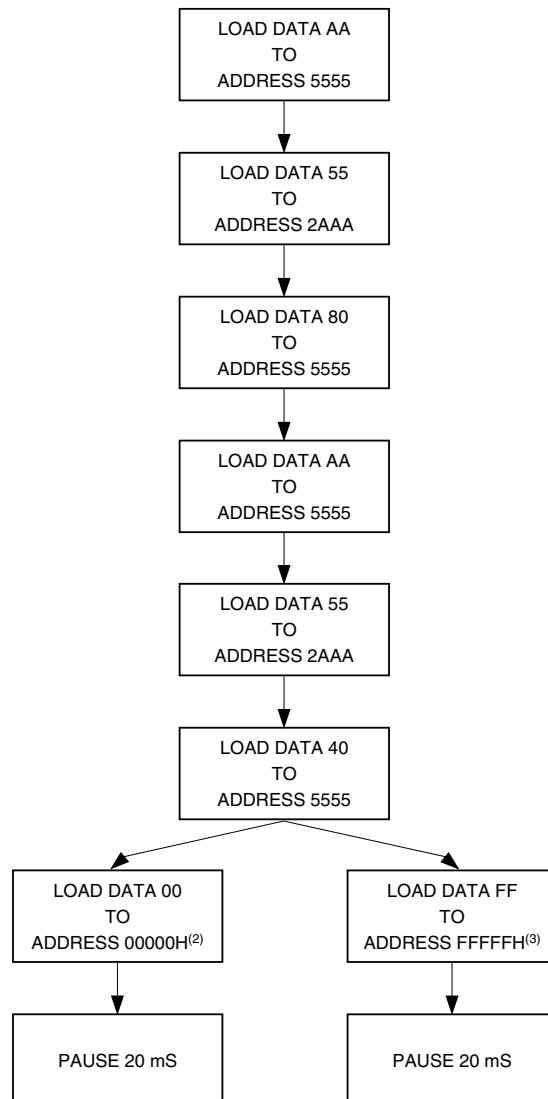 LOAD DATA AA
TO
ADDRESS 5555
LOAD DATA 55
TO
ADDRESS 2AAA
LOAD DATA 80
TO
ADDRESS 5555
LOAD DATA AA
TO
ADDRESS 5555
LOAD DATA 55
TO
ADDRESS 2AAA
LOAD DATA 40
TO
ADDRESS 5555
LOAD DATA 00
TO
ADDRESS 00000H(2)
PAUSE 20 mS
LOAD DATA FF
TO
ADDRESS FFFFFH(3)
PAUSE 20 mS